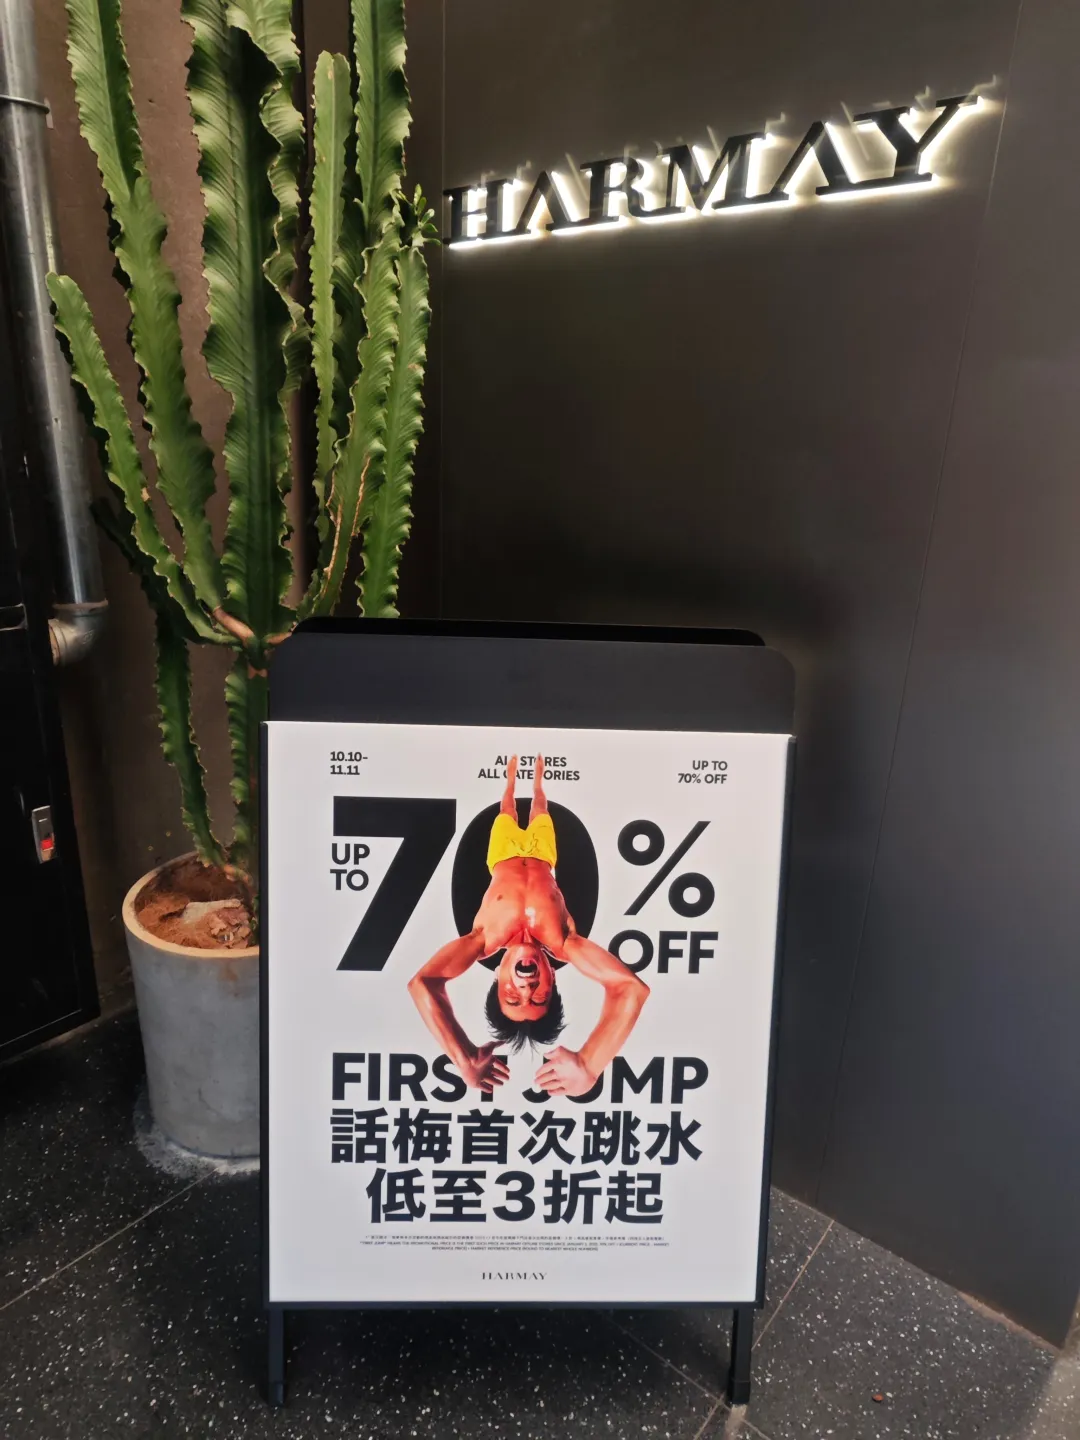 HARMAY
10.10-
11.11
ALL STORES
ALL CATEGORIES
UP TO
70% OFF
UP
TO
70%
OFF
FIRST JUMP
話梅首次跳水
低至3折起
HARMAY